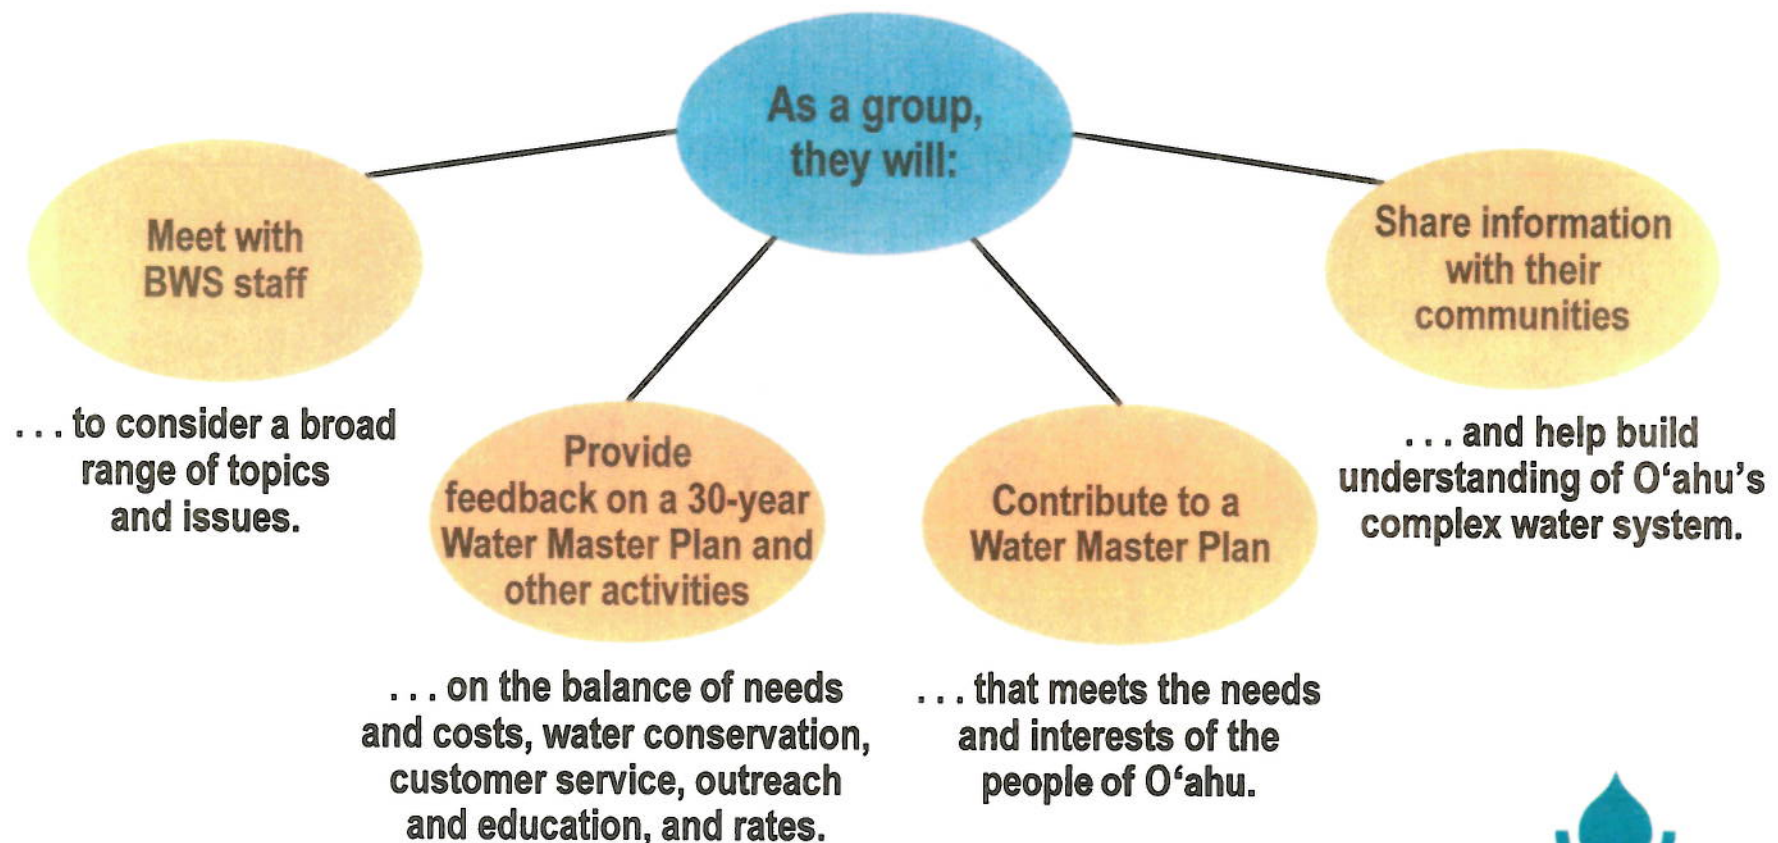 As a group,
they will:
Meet with
BWS staff
. . . to consider a broad
range of topics
and issues.
Provide
feedback on a 30-year
Water Master Plan and
other activities
. . . on the balance of needs
and costs, water conservation,
customer service, outreach
and education, and rates.
Contribute to a
Water Master Plan
. . . that meets the needs
and interests of the
people of O‘ahu.
Share information
with their
communities
. . . and help build
understanding of O‘ahu’s
complex water system.